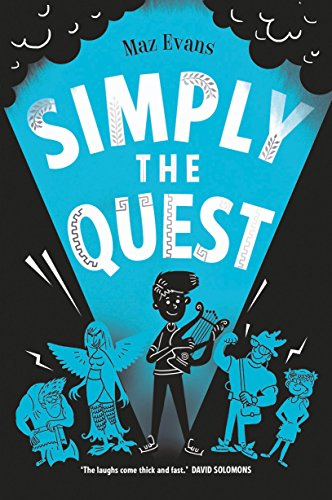 Maz Evans
SIMPLY
THE
QUEST
"The laughs come thick and fast." DAVID SOLOMONS